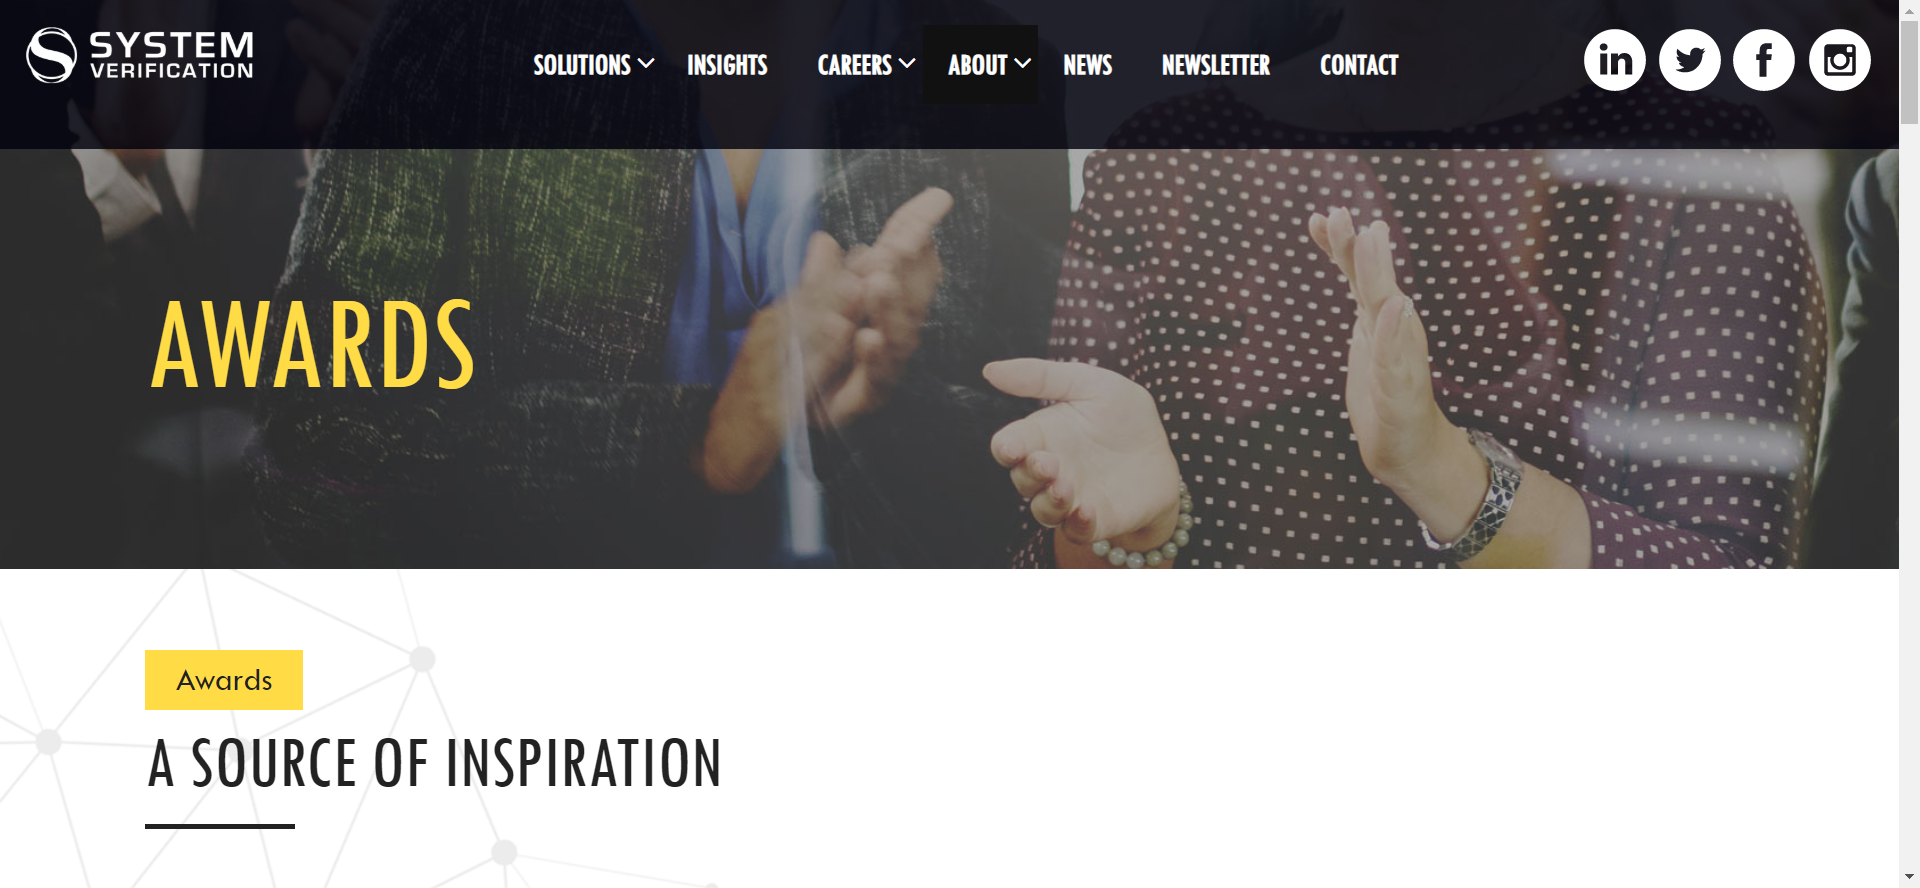 SYSTEM
VERIFICATION
SOLUTIONS INSIGHTS CAREERS ABOUT NEWS NEWSLETTER CONTACT
in f
AWARDS
Awards
A SOURCE OF INSPIRATION